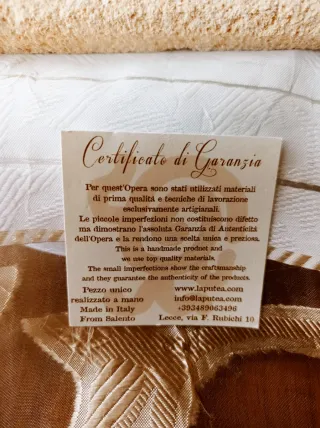 Certificato di Garanzia
Per quest'Opera sono stati utilizzati materiali
di prima qualità e tecniche di lavorazione
esclusivamente artigianali.
Le piccole imperfezioni non costituiscono difetto
ma dimostrano l'assoluta Garanzia di Autenticità
dell'Opera e la rendono una scelta unica e preziosa.
This is a handmade product and
we use top quality materials.
The small imperfections show the craftmanship
and they guarantee the authenticity of the products.
Pezzo unico www.laputea.com
realizzato a mano info@laputea.com
Made in Italy +393489063496
From Salento Lecce, via F. Rubichi 10